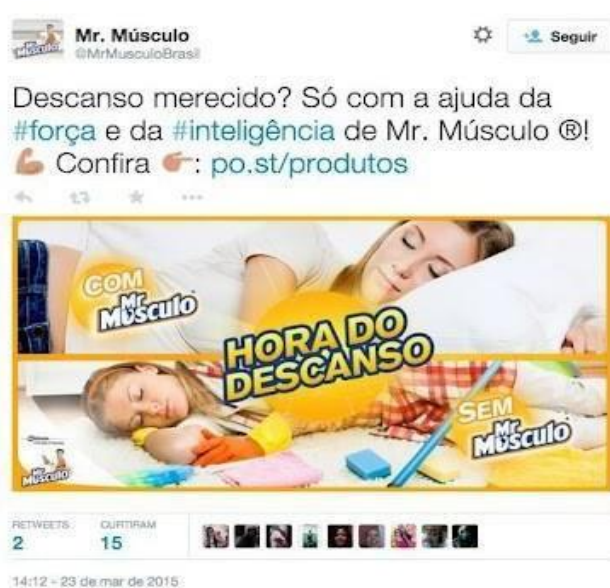 Mr. Músculo
@MrMusculoBrasil
Seguir
Descanso merecido? Só com a ajuda da
#força e da #inteligência de Mr. Músculo ®!
Confira : po.st/produtos
COM
Mr Músculo
HORA DO
DESCANSO
SEM
Mr Músculo
Mr Músculo
RETWEETS
CURTIRAM
2
15
14:12 - 23 de mar de 2015